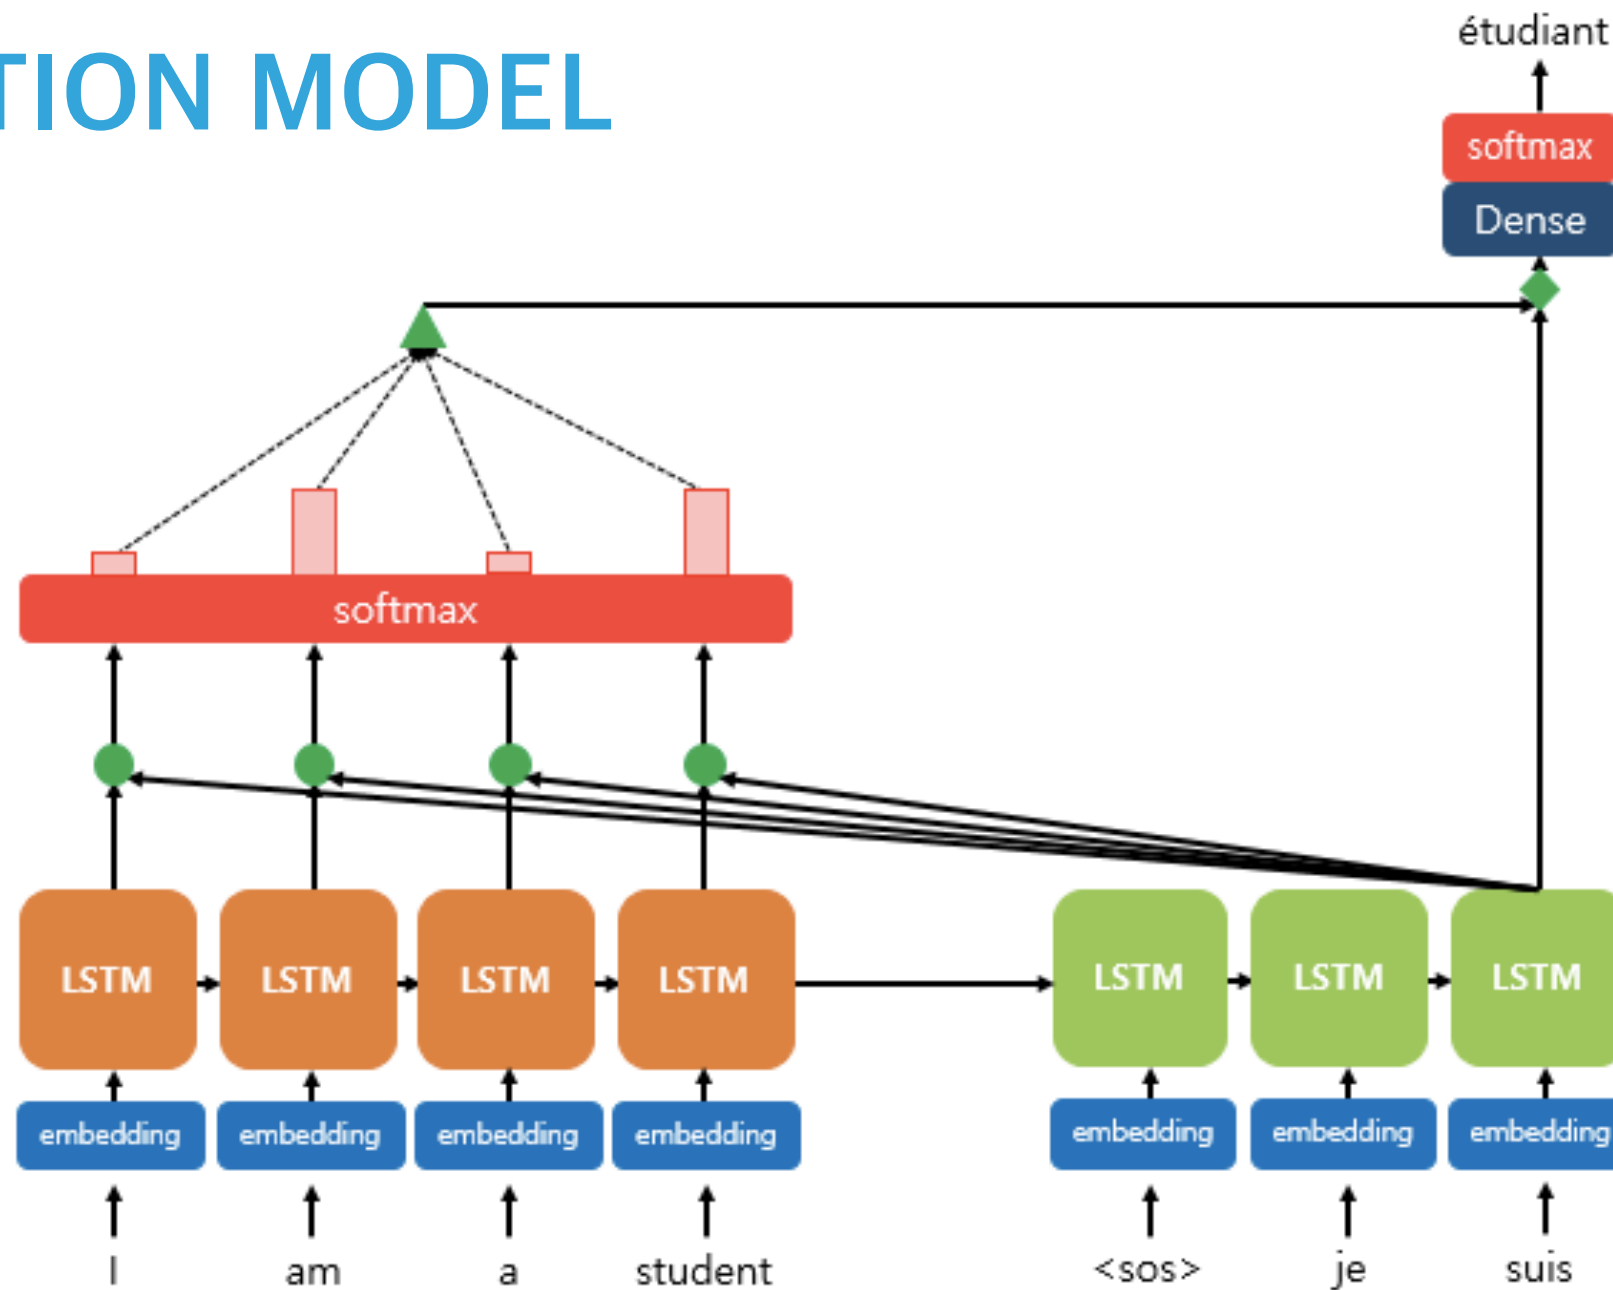 TION MODEL
étudiant
softmax
Dense
softmax
LSTM LSTM LSTM LSTM LSTM LSTM LSTM
embedding embedding embedding embedding embedding embedding embedding
I am a student <sos> je suis